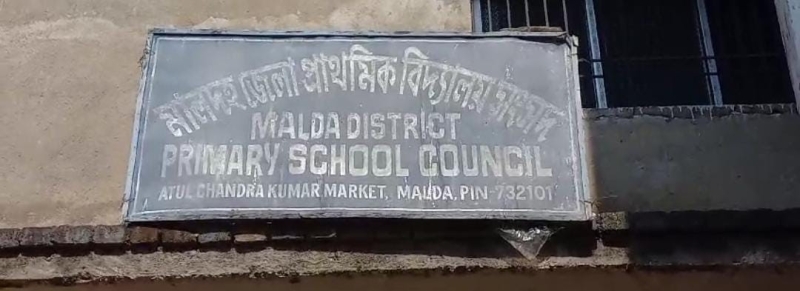 মালদহ জেলা প্রাথমিক বিদ্যালয় সংসদ
MALDA DISTRICT
PRIMARY SCHOOL COUNCIL
ATUL CHANDRA KUMAR MARKET, MALDA, PIN-732101